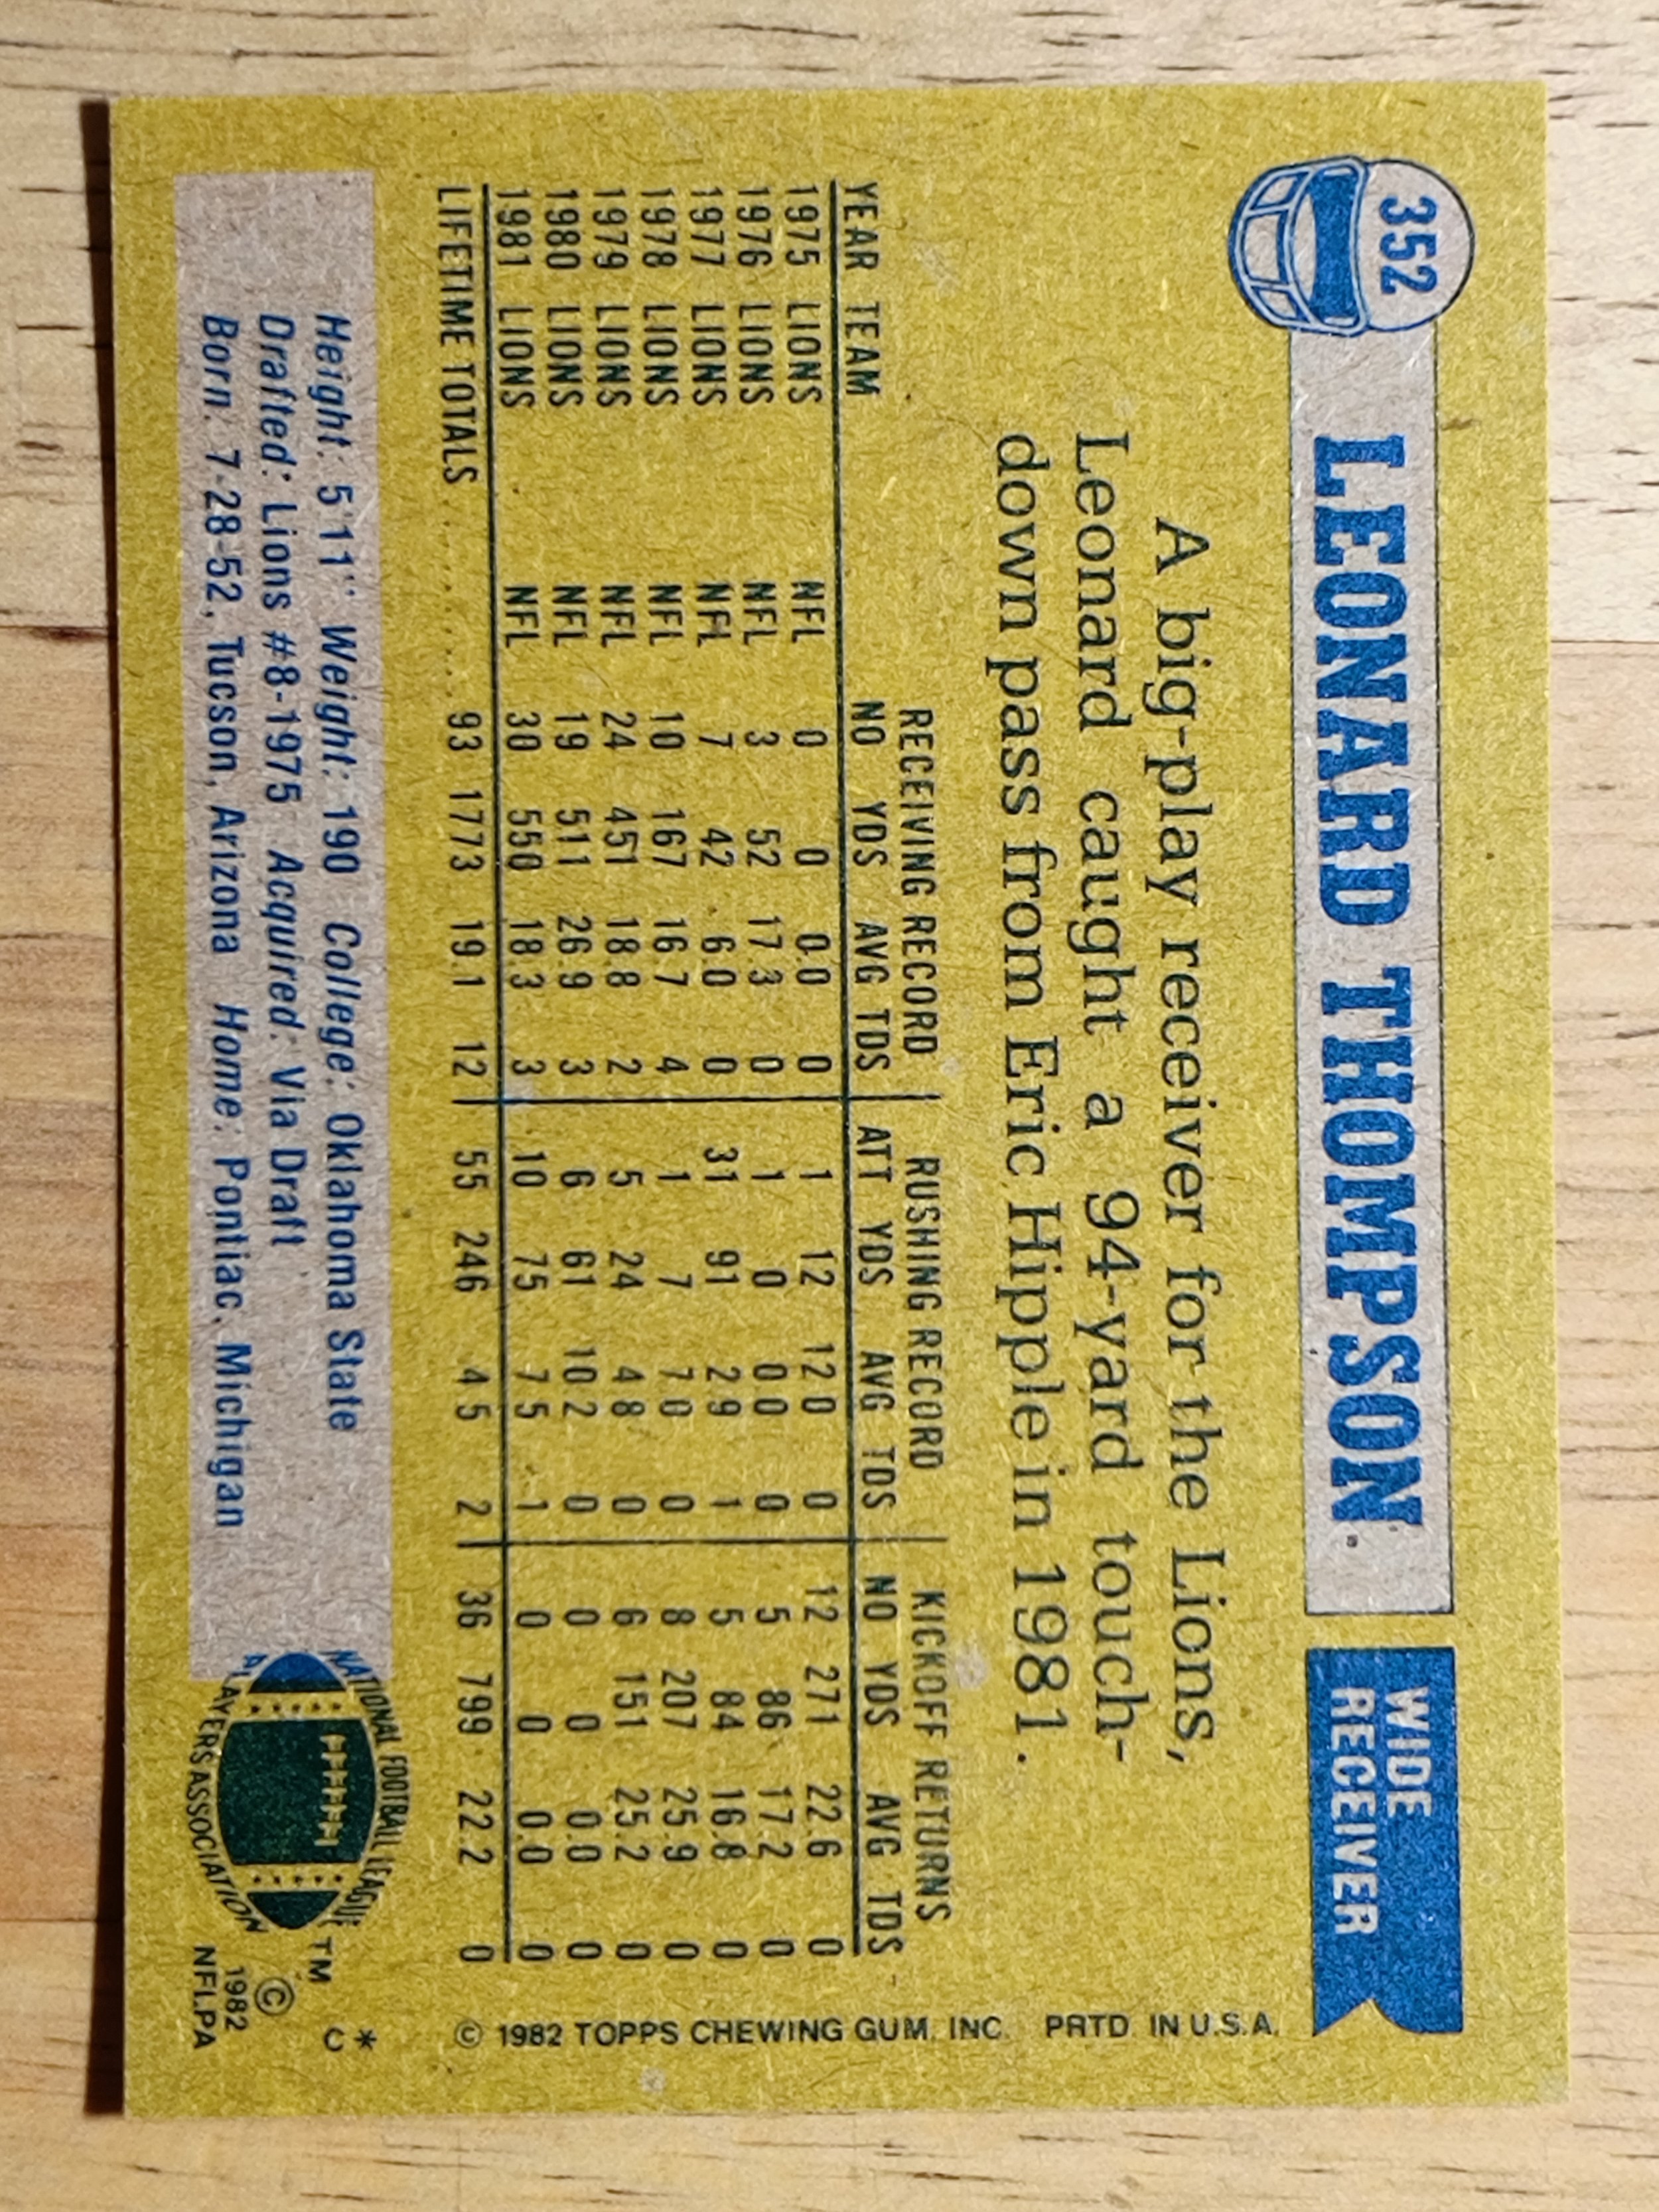 352 LEONARD THOMPSON WIDE RECEIVER
A big-play receiver for the Lions,
Leonard caught a 94-yard touch-
down pass from Eric Hipple in 1981.
RECEIVING RECORD RUSHING RECORD KICKOFF RETURNS
YEAR TEAM NO YDS AVG TDS ATT YDS AVG TDS NO YDS AVG TDS
1975 LIONS NFL 0 0 0.0 0 1 12 12 0 0 12 271 22.6 0
1976 LIONS NFL 3 52 17.3 0 1 0 0 0 0 5 86 17.2 0
1977 LIONS NFL 7 42 6.0 0 31 91 2 9 1 5 84 16.8 0
1978 LIONS NFL 10 167 16.7 4 1 7 7 0 0 8 207 25.9 0
1979 LIONS NFL 24 451 18.8 2 5 24 4 8 0 6 151 25.2 0
1980 LIONS NFL 19 511 26.9 3 6 61 10 2 0 0 0 0.0 0
1981 LIONS NFL 30 550 18.3 3 10 75 7 5 1 0 0 0.0 0
LIFETIME TOTALS.......... 93 1773 19.1 12 55 246 4 5 2 36 799 22.2 0
Height: 5'11" Weight: 190 College: Oklahoma State
Drafted: Lions #8-1975 Acquired: Via Draft
Born: 7-28-52, Tucson, Arizona Home: Pontiac, Michigan
NATIONAL FOOTBALL LEAGUE
PLAYERS ASSOCIATION
TM
©
1982
NFLPA
C*
© 1982 TOPPS CHEWING GUM, INC. PRTD. IN U.S.A.